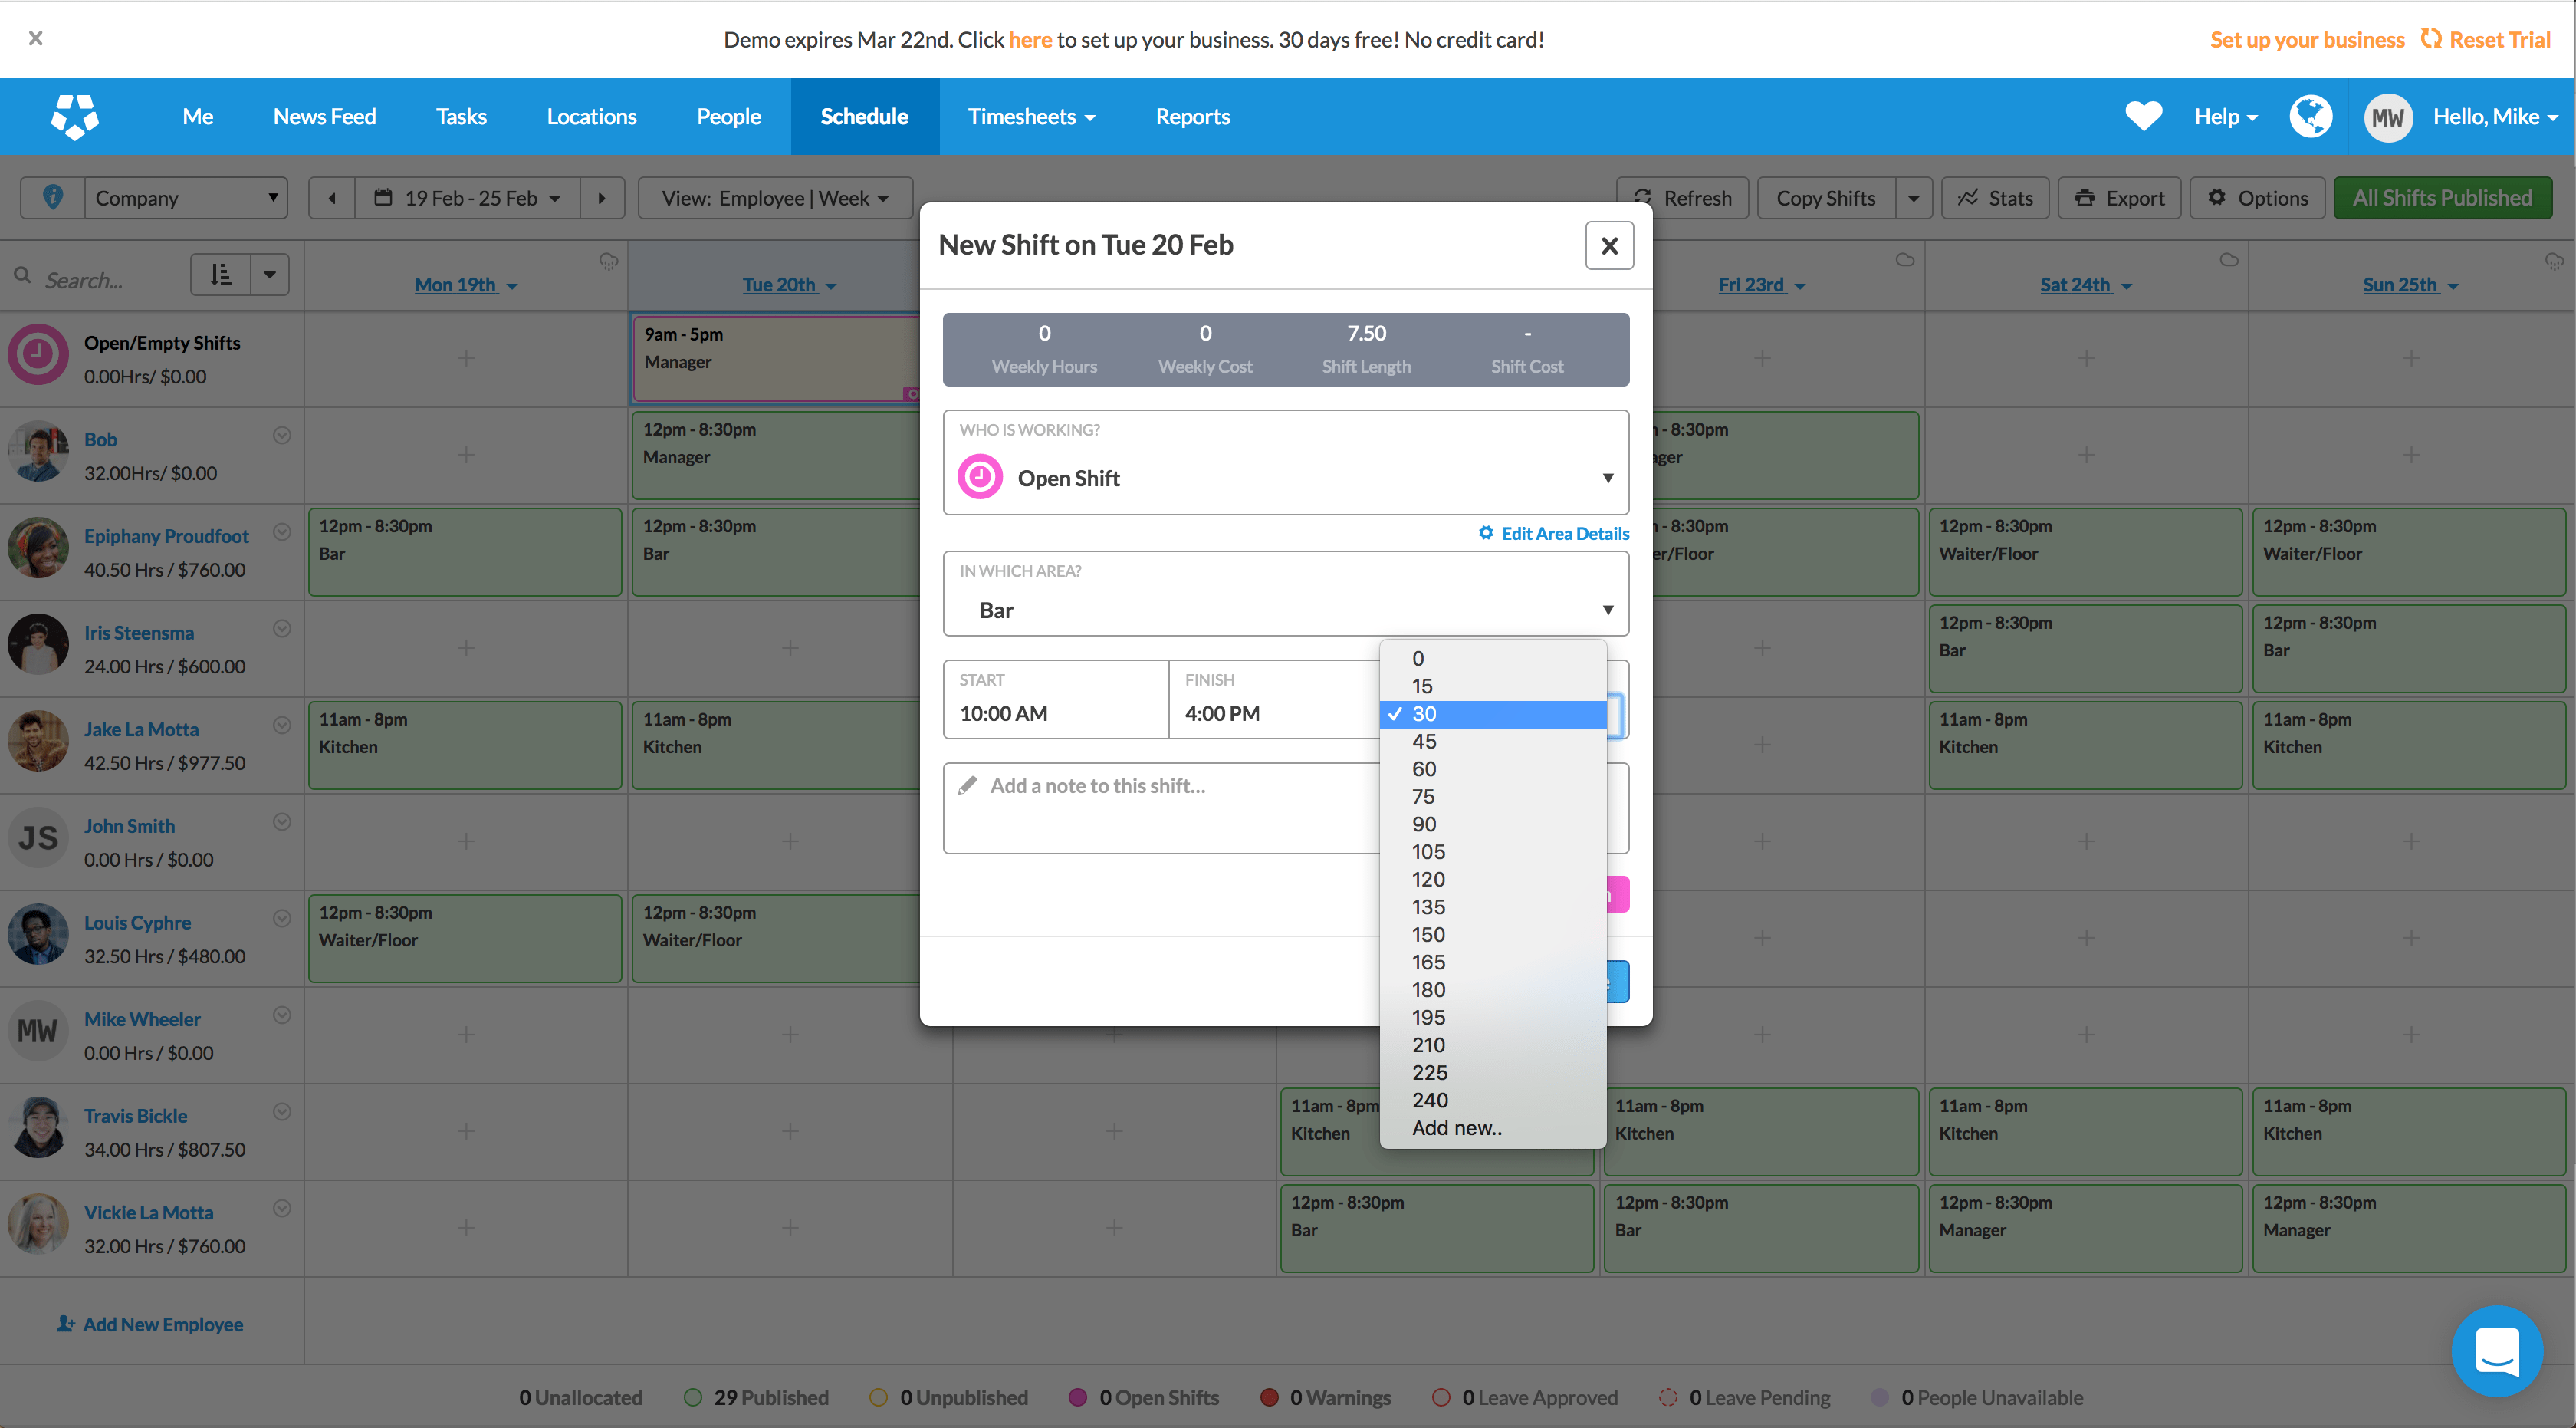 Demo expires Mar 22nd. Click here to set up your business. 30 days free! No credit card!
Set up your business
Reset Trial
Me
News Feed
Tasks
Locations
People
Schedule
Timesheets
Reports
Help
MW
Hello, Mike
Company
19 Feb - 25 Feb
View: Employee | Week
Refresh
Copy Shifts
Stats
Export
Options
All Shifts Published
Search...
Mon 19th
Tue 20th
Fri 23rd
Sat 24th
Sun 25th
Open/Empty Shifts
0.00Hrs/ $0.00
9am - 5pm
Manager
Bob
32.00Hrs/ $0.00
12pm - 8:30pm
Manager
- 8:30pm
Epiphany Proudfoot
40.50 Hrs / $760.00
12pm - 8:30pm
Bar
12pm - 8:30pm
Bar
- 8:30pm
/Floor
12pm - 8:30pm
Waiter/Floor
12pm - 8:30pm
Waiter/Floor
Iris Steensma
24.00 Hrs / $600.00
12pm - 8:30pm
Bar
12pm - 8:30pm
Bar
Jake La Motta
42.50 Hrs / $977.50
11am - 8pm
Kitchen
11am - 8pm
Kitchen
11am - 8pm
Kitchen
11am - 8pm
Kitchen
JS
John Smith
0.00 Hrs / $0.00
Louis Cyphre
32.50 Hrs / $480.00
12pm - 8:30pm
Waiter/Floor
12pm - 8:30pm
Waiter/Floor
MW
Mike Wheeler
0.00 Hrs / $0.00
Travis Bickle
34.00 Hrs / $807.50
11am - 8pm
Kitchen
11am - 8pm
Kitchen
11am - 8pm
Kitchen
11am - 8pm
Kitchen
Vickie La Motta
32.00 Hrs / $760.00
12pm - 8:30pm
Bar
12pm - 8:30pm
Bar
12pm - 8:30pm
Manager
12pm - 8:30pm
Manager
Add New Employee
New Shift on Tue 20 Feb
0
Weekly Hours
0
Weekly Cost
7.50
Shift Length
-
Shift Cost
WHO IS WORKING?
Open Shift
Edit Area Details
IN WHICH AREA?
Bar
START
10:00 AM
FINISH
4:00 PM
Add a note to this shift...
0
15
30
45
60
75
90
105
120
135
150
165
180
195
210
225
240
Add new..
0 Unallocated
29 Published
0 Unpublished
0 Open Shifts
0 Warnings
0 Leave Approved
0 Leave Pending
0 People Unavailable